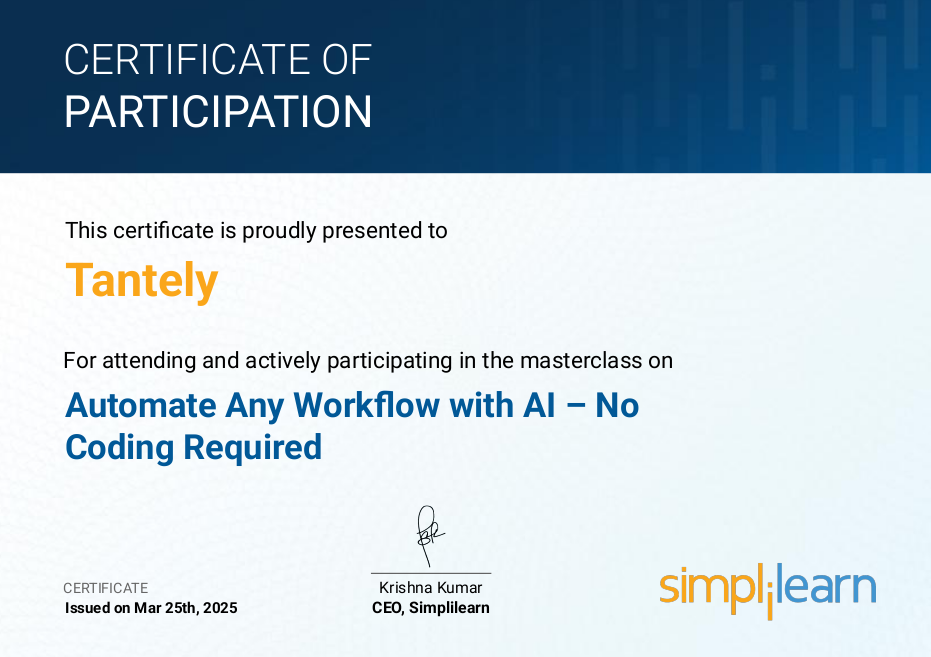 CERTIFICATE OF
PARTICIPATION
This certificate is proudly presented to
Tantely
For attending and actively participating in the masterclass on
Automate Any Workflow with AI – No
Coding Required
CERTIFICATE
Issued on Mar 25th, 2025
Krishna Kumar
CEO, Simplilearn
simplilearn